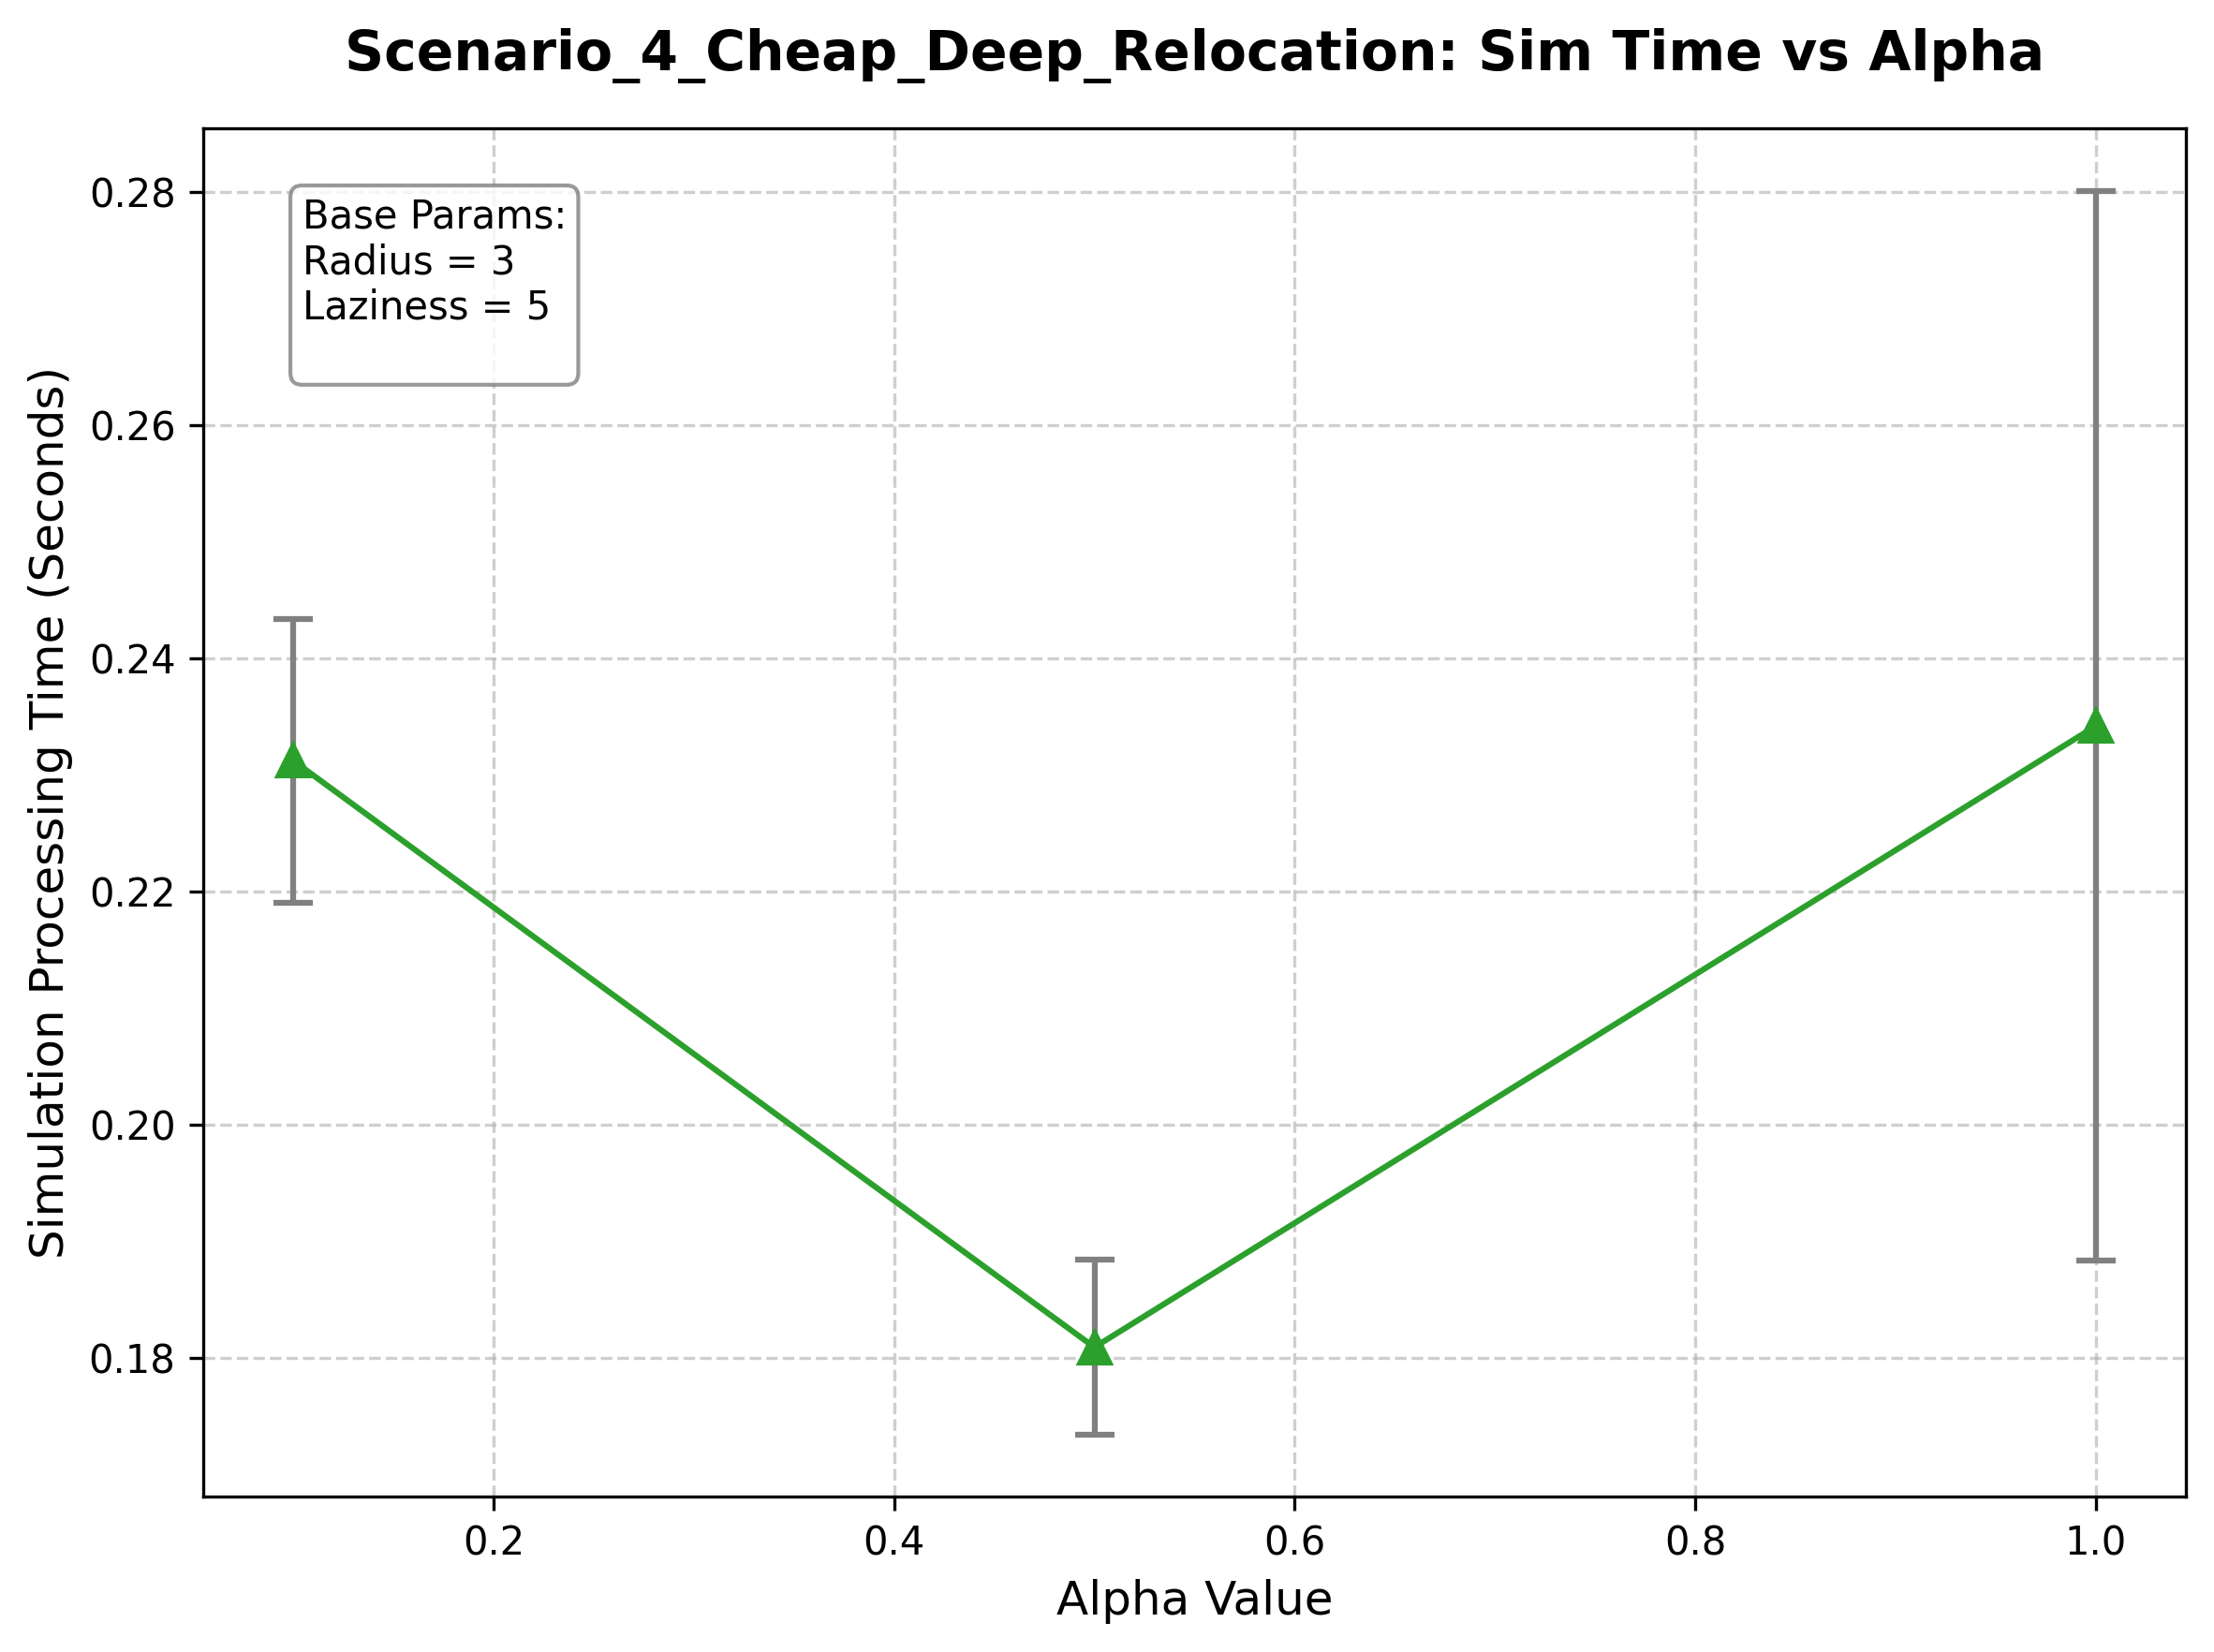 Scenario_4_Cheap_Deep_Relocation: Sim Time vs Alpha
Base Params:
Radius = 3
Laziness = 5
Simulation Processing Time (Seconds)
0.28
0.26
0.24
0.22
0.20
0.18
0.2
0.4
0.6
0.8
1.0
Alpha Value